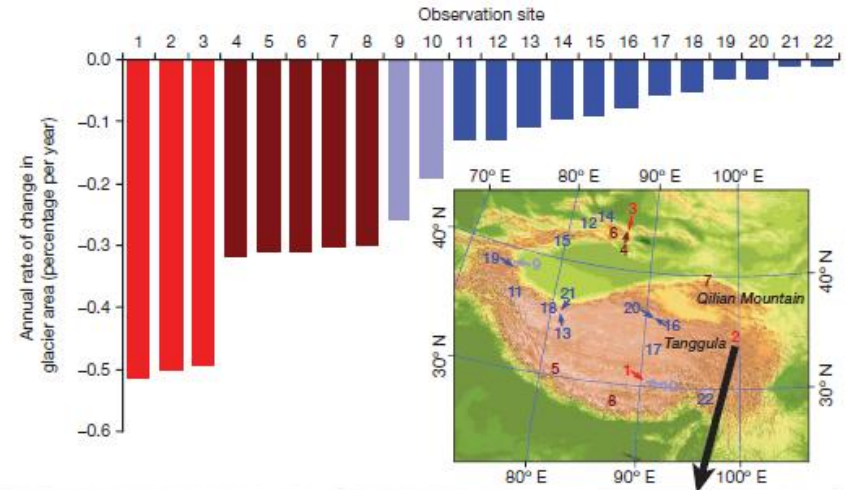 Observation site
1 2 3 4 5 6 7 8 9 10 11 12 13 14 15 16 17 18 19 20 21 22
0.0
–0.1
–0.2
–0.3
–0.4
–0.5
–0.6
Annual rate of change in
glacier area (percentage per year)
70° E 80° E 90° E 100° E
40° N
30° N
3
14
12
6
15
4
19
9
7
11
21
18
20
Qilian Mountain
16
13
Tanggula
2
17
5
1
10
8
22
40° N
30° N
80° E 90° E 100° E